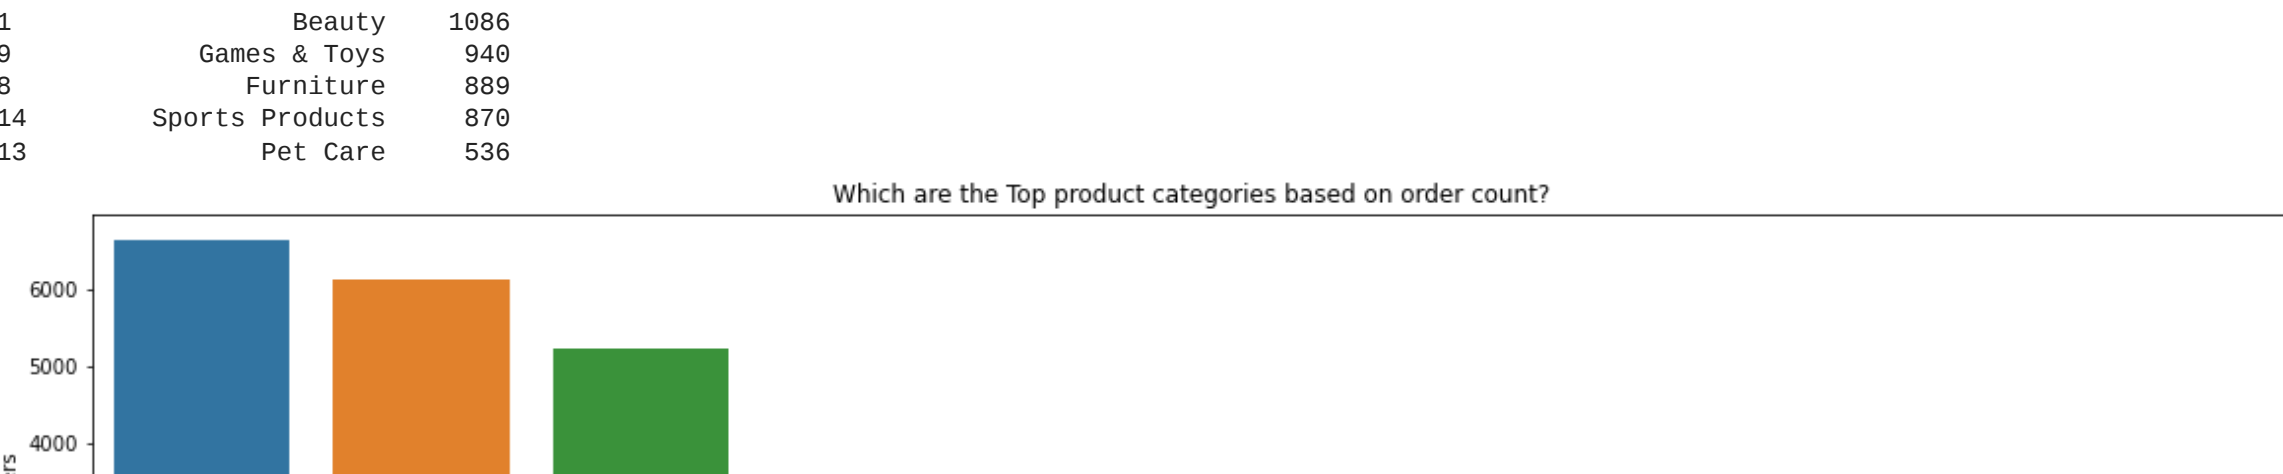 1 Beauty 1086
9 Games & Toys 940
8 Furniture 889
14 Sports Products 870
13 Pet Care 536
Which are the Top product categories based on order count?
6000
5000
4000